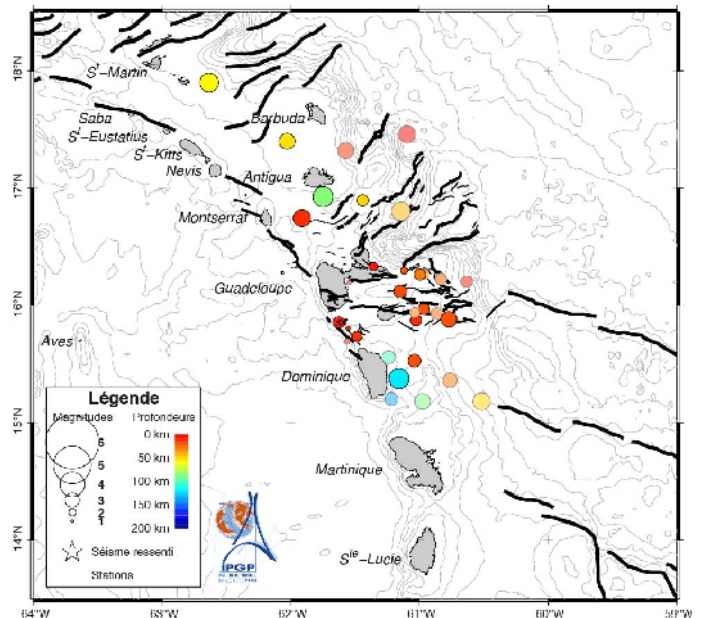 18°N
17°N
16°N
15°N
14°N
Sᵗ–Martin
Saba
Sᵗ–Eustatius
Sᵗ–Kitts
Nevis
Barbuda
Antigua
Montserrat
Guadeloupe
Aves
Dominique
Martinique
Sᵗᵉ–Lucie
Légende
Magnitudes
Profondeurs
6
5
4
3
2
1
0 km
50 km
100 km
150 km
200 km
Séisme ressenti
Stations
IPGP
64°W
63°W
62°W
61°W
60°W
59°W